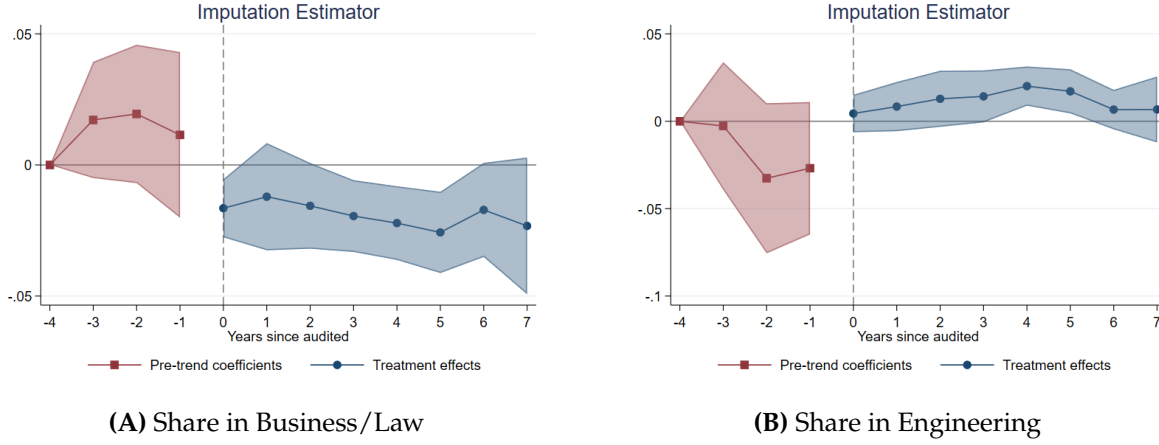 Imputation Estimator
.05
0
-.05
-4 -3 -2 -1 0 1 2 3 4 5 6 7
Years since audited
Pre-trend coefficients Treatment effects
(A) Share in Business/Law
Imputation Estimator
.05
0
-.05
-.1
-4 -3 -2 -1 0 1 2 3 4 5 6 7
Years since audited
Pre-trend coefficients Treatment effects
(B) Share in Engineering